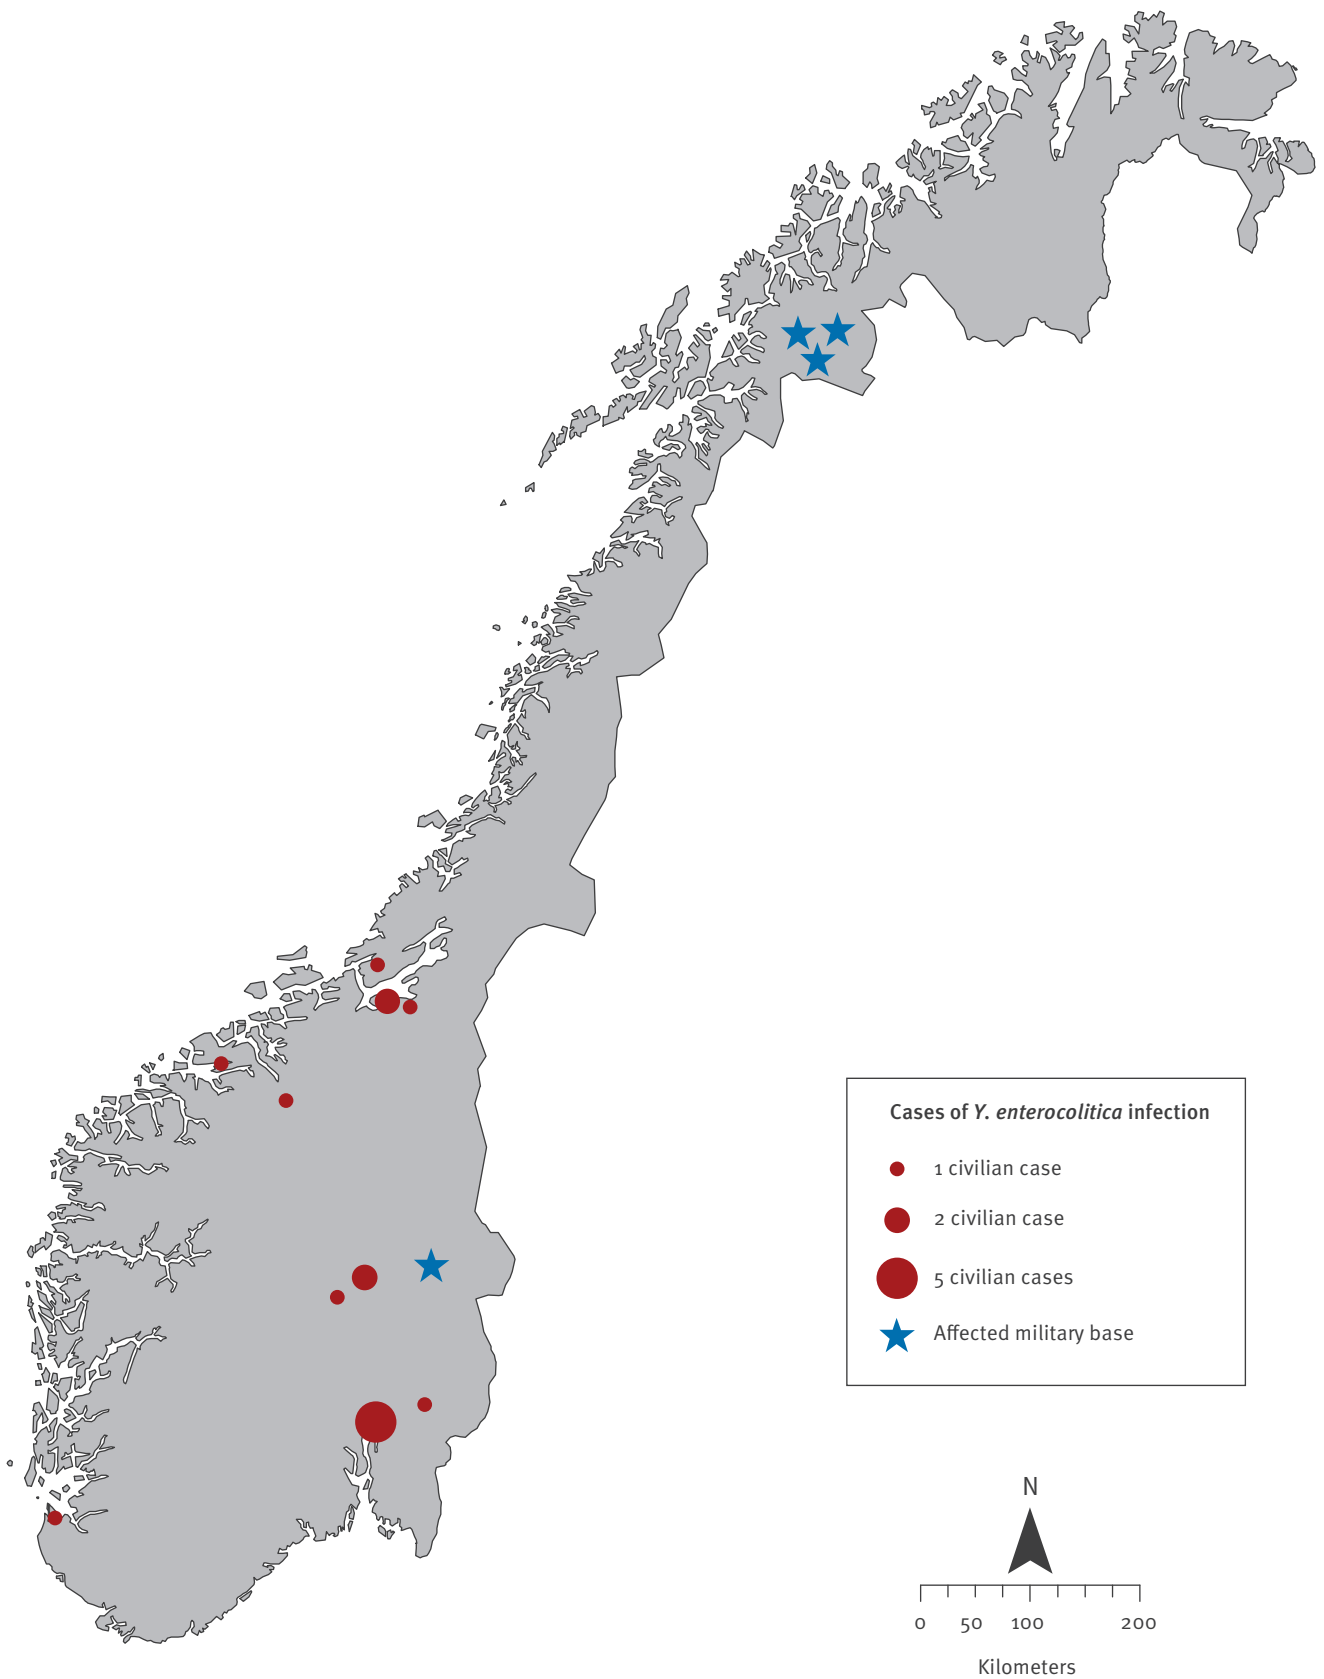 Cases of Y. enterocolitica infection
1 civilian case
2 civilian case
5 civilian cases
Affected military base
N
0 50 100 200
Kilometers